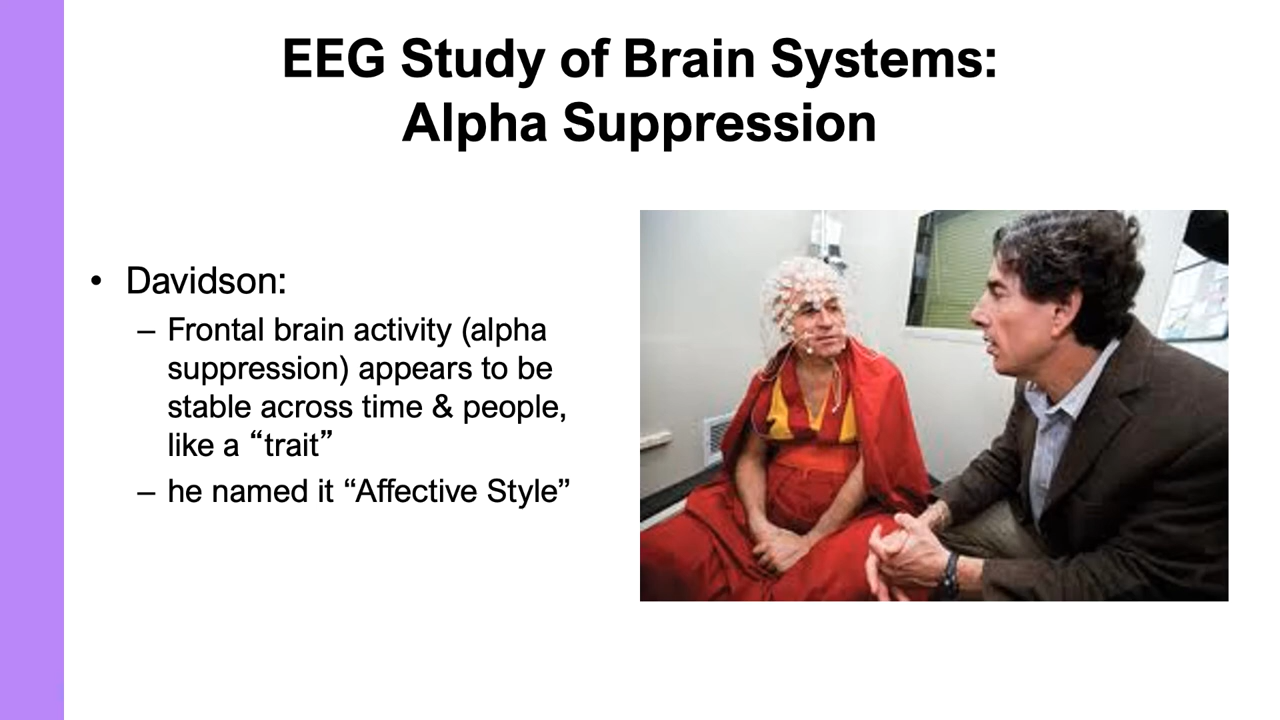 EEG Study of Brain Systems:
Alpha Suppression
• Davidson:
– Frontal brain activity (alpha
suppression) appears to be
stable across time & people,
like a “trait”
– he named it “Affective Style”